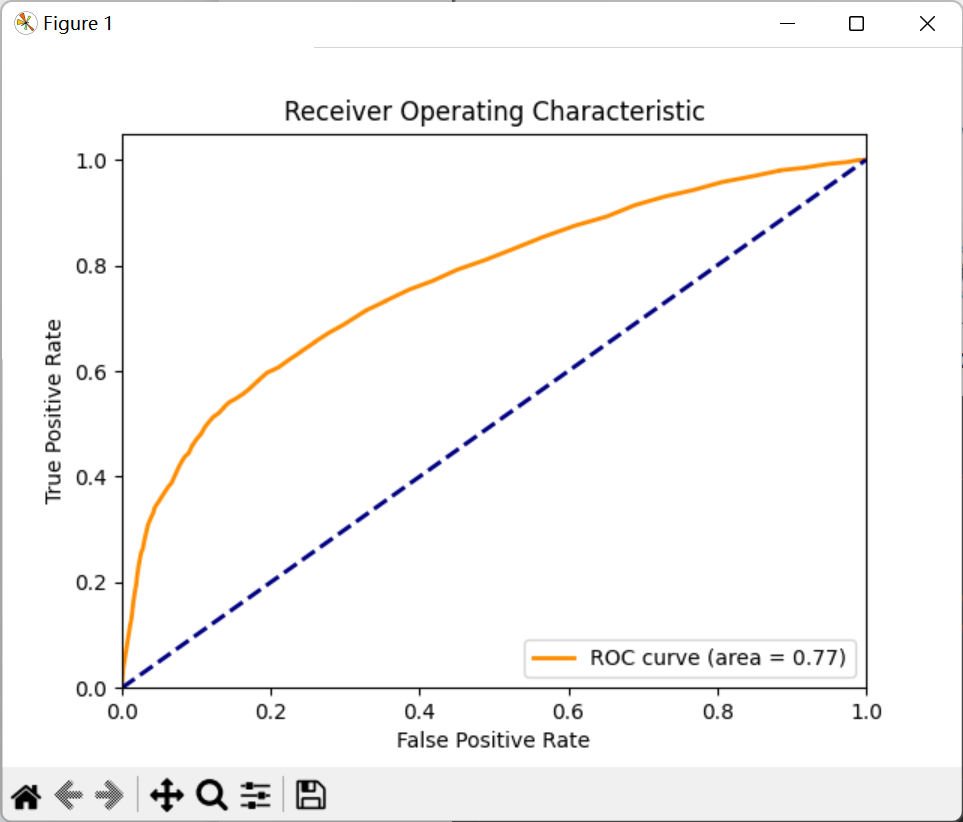 Figure 1
Receiver Operating Characteristic
1.0
0.8
0.6
0.4
0.2
0.0
True Positive Rate
ROC curve (area = 0.77)
0.0 0.2 0.4 0.6 0.8 1.0
False Positive Rate